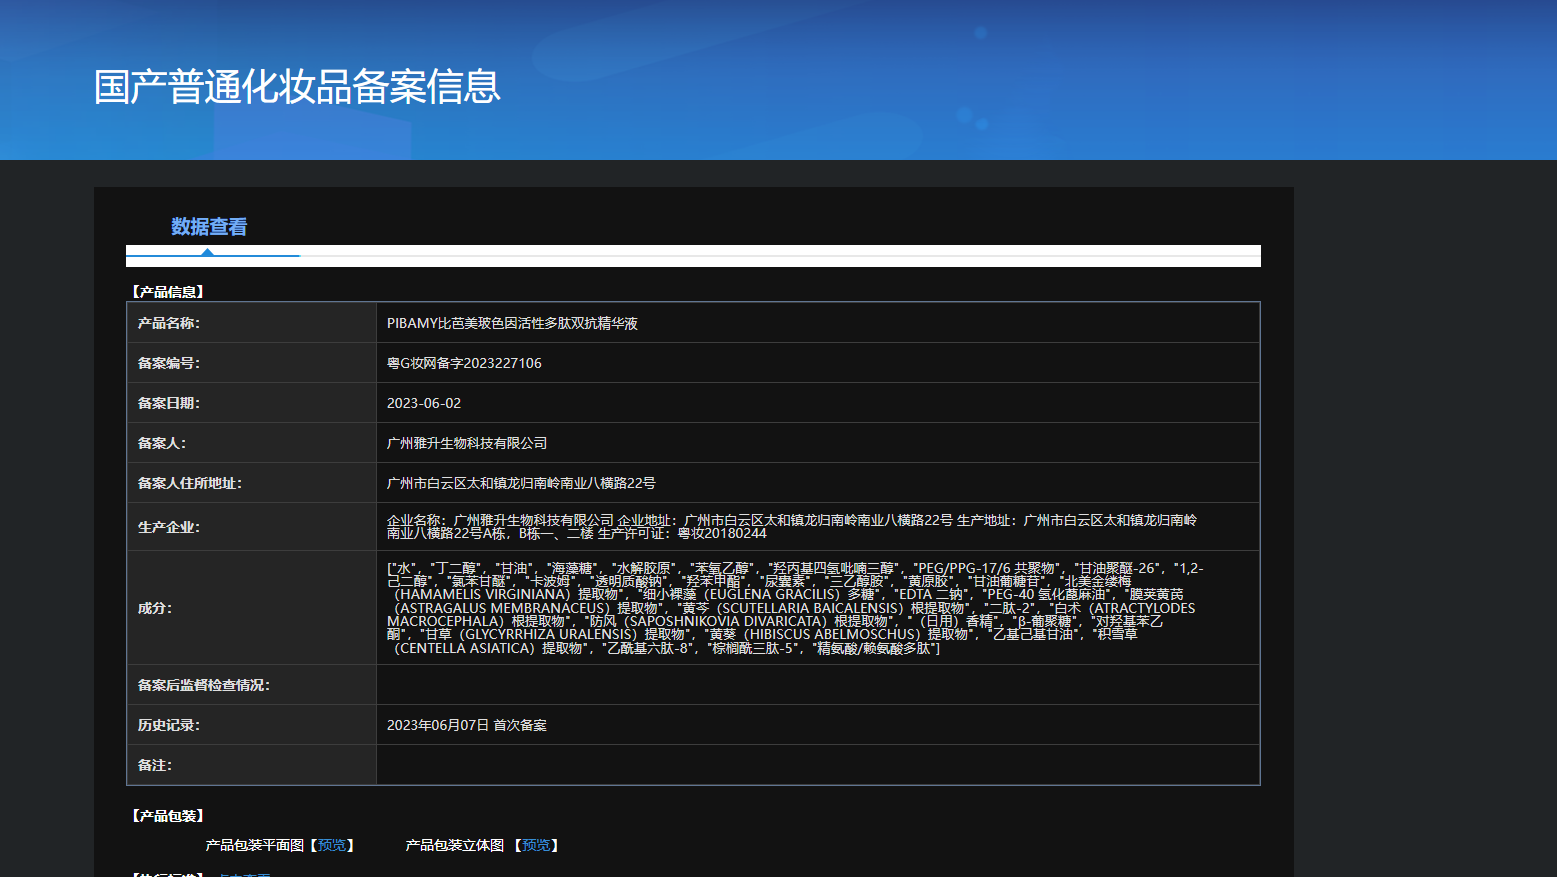 国产普通化妆品备案信息
数据查看
【产品信息】
产品名称： PIBAMY比芭美玻色因活性多肽双抗精华液
备案编号： 粤G妆网备字2023227106
备案日期： 2023-06-02
备案人： 广州雅升生物科技有限公司
备案人住所地址： 广州市白云区太和镇龙归南岭南业八横路22号
生产企业： 企业名称：广州雅升生物科技有限公司 企业地址：广州市白云区太和镇龙归南岭南业八横路22号 生产地址：广州市白云区太和镇龙归南岭
南业八横路22号A栋，B栋一、二楼 生产许可证：粤妆20180244
成分：
["水"，"丁二醇"，"甘油"，"海藻糖"，"水解胶原"，"苯氧乙醇"，"羟丙基四氢吡喃三醇"，"PEG/PPG-17/6 共聚物"，"甘油聚醚-26"，"1,2-
己二醇"，"氯苯甘醚"，"卡波姆"，"透明质酸钠"，"羟苯甲酯"，"尿囊素"，"三乙醇胺"，"黄原胶"，"甘油葡糖苷"，"北美金缕梅
（HAMAMELIS VIRGINIANA）提取物"，"细小裸藻（EUGLENA GRACILIS）多糖"，"EDTA 二钠"，"PEG-40 氢化蓖麻油"，"膜荚黄芪
（ASTRAGALUS MEMBRANACEUS）提取物"，"黄芩（SCUTELLARIA BAICALENSIS）根提取物"，"二肽-2"，"白术（ATRACTYLODES
MACROCEPHALA）根提取物"，"防风（SAPOSHNIKOVIA DIVARICATA）根提取物"，"（日用）香精"，"β-葡聚糖"，"对羟基苯乙
酮"，"甘草（GLYCYRRHIZA URALENSIS）提取物"，"黄葵（HIBISCUS ABELMOSCHUS）提取物"，"乙基己基甘油"，"积雪草
（CENTELLA ASIATICA）提取物"，"乙酰基六肽-8"，"棕榈酰三肽-5"，"精氨酸/赖氨酸多肽"]
备案后监督检查情况：
历史记录： 2023年06月07日 首次备案
备注：
【产品包装】
产品包装平面图【预览】 产品包装立体图 【预览】